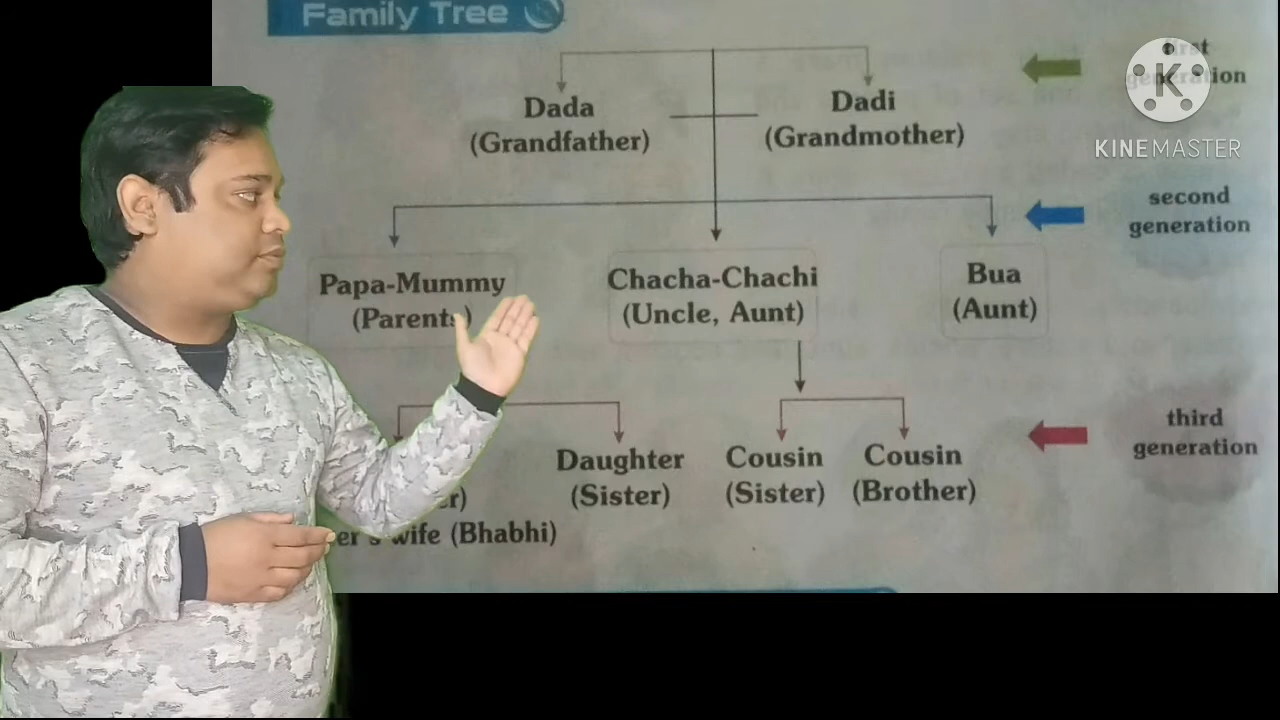 Family Tree
first
generation
KINEMASTER
Dada
(Grandfather)
Dadi
(Grandmother)
second
generation
Papa-Mummy
(Parents)
Chacha-Chachi
(Uncle, Aunt)
Bua
(Aunt)
third
generation
Daughter
(Sister)
Cousin
(Sister)
Cousin
(Brother)
wife (Bhabhi)